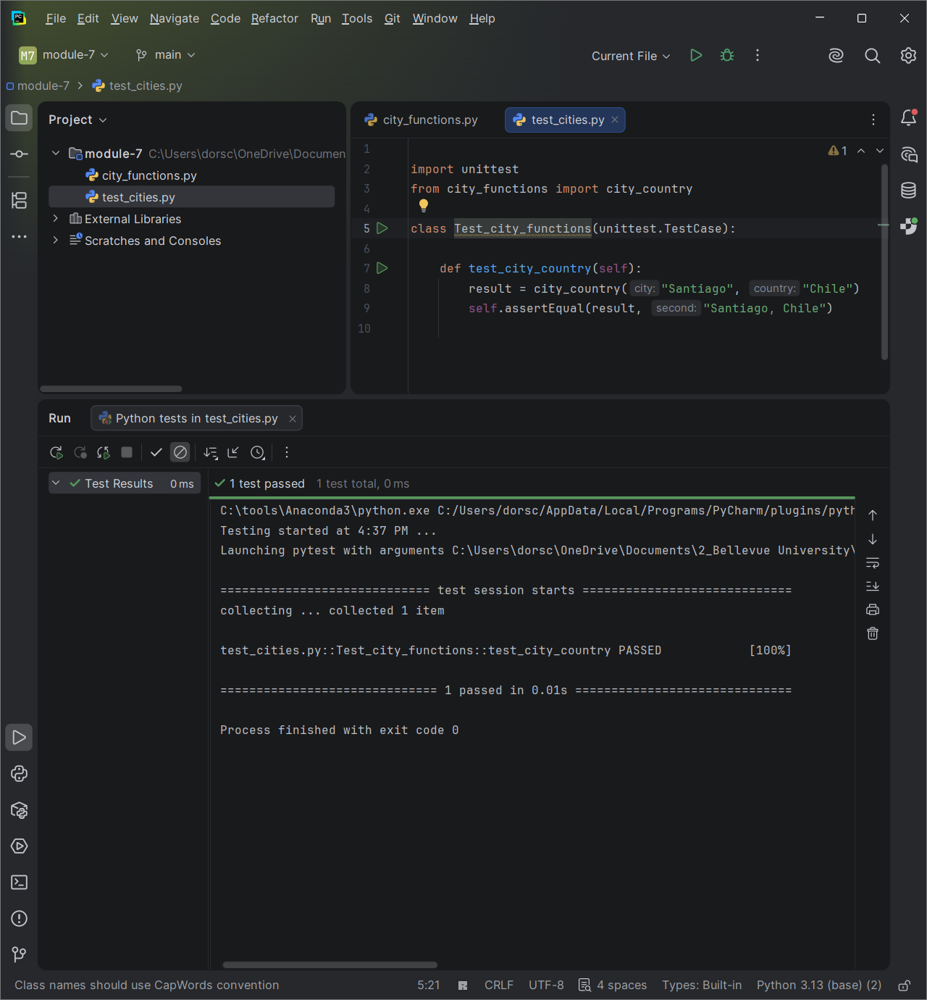 File Edit View Navigate Code Refactor Run Tools Git Window Help
M7 module-7 main Current File
module-7 test_cities.py
Project
module-7 C:\Users\dorsc\OneDrive\Documen
city_functions.py
test_cities.py
External Libraries
Scratches and Consoles
city_functions.py test_cities.py
1
1
2 import unittest
3 from city_functions import city_country
4
5 class Test_city_functions(unittest.TestCase):
6
7 def test_city_country(self):
8 result = city_country( city: "Santiago", country: "Chile")
9 self.assertEqual(result, second: "Santiago, Chile")
10
Run Python tests in test_cities.py
Test Results 0 ms
1 test passed 1 test total, 0 ms
C:\tools\Anaconda3\python.exe C:/Users/dorsc/AppData/Local/Programs/PyCharm/plugins/pyth
Testing started at 4:37 PM ...
Launching pytest with arguments C:\Users\dorsc\OneDrive\Documents\2_Bellevue University\
============================= test session starts =============================
collecting ... collected 1 item
test_cities.py::Test_city_functions::test_city_country PASSED [100%]
============================== 1 passed in 0.01s ==============================
Process finished with exit code 0
Class names should use CapWords convention 5:21 CRLF UTF-8 4 spaces Types: Built-in Python 3.13 (base) (2)